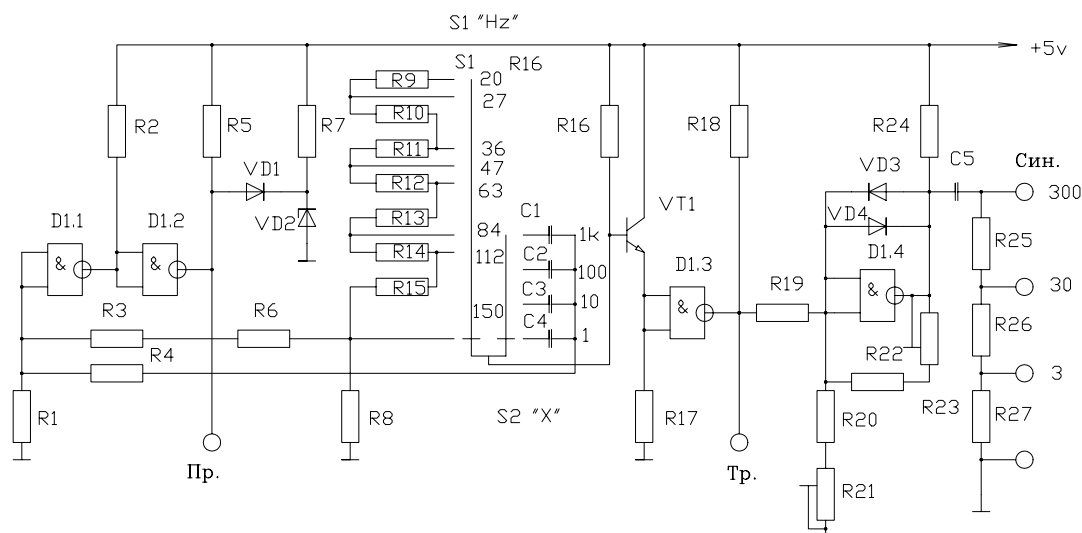 S1 "Hz"
+5v
S1 R16
R9 20
27
R2 R5 R7 R10 R16 R18 R24
R11 36
47
VD1 R12 63
VD3 C5 Син. 300
VD2 R13 C1 VT1 VD4
D1.1 D1.2 84 1k R25
& & R14 112 C2 100 D1.3 D1.4
R15 C3 & R19 & 30
R3 R6 150 10 R26
C4 1
R4 R22 3
R1 R8 S2 "X" R17 R20 R23 R27
Пр. Тр.
R21